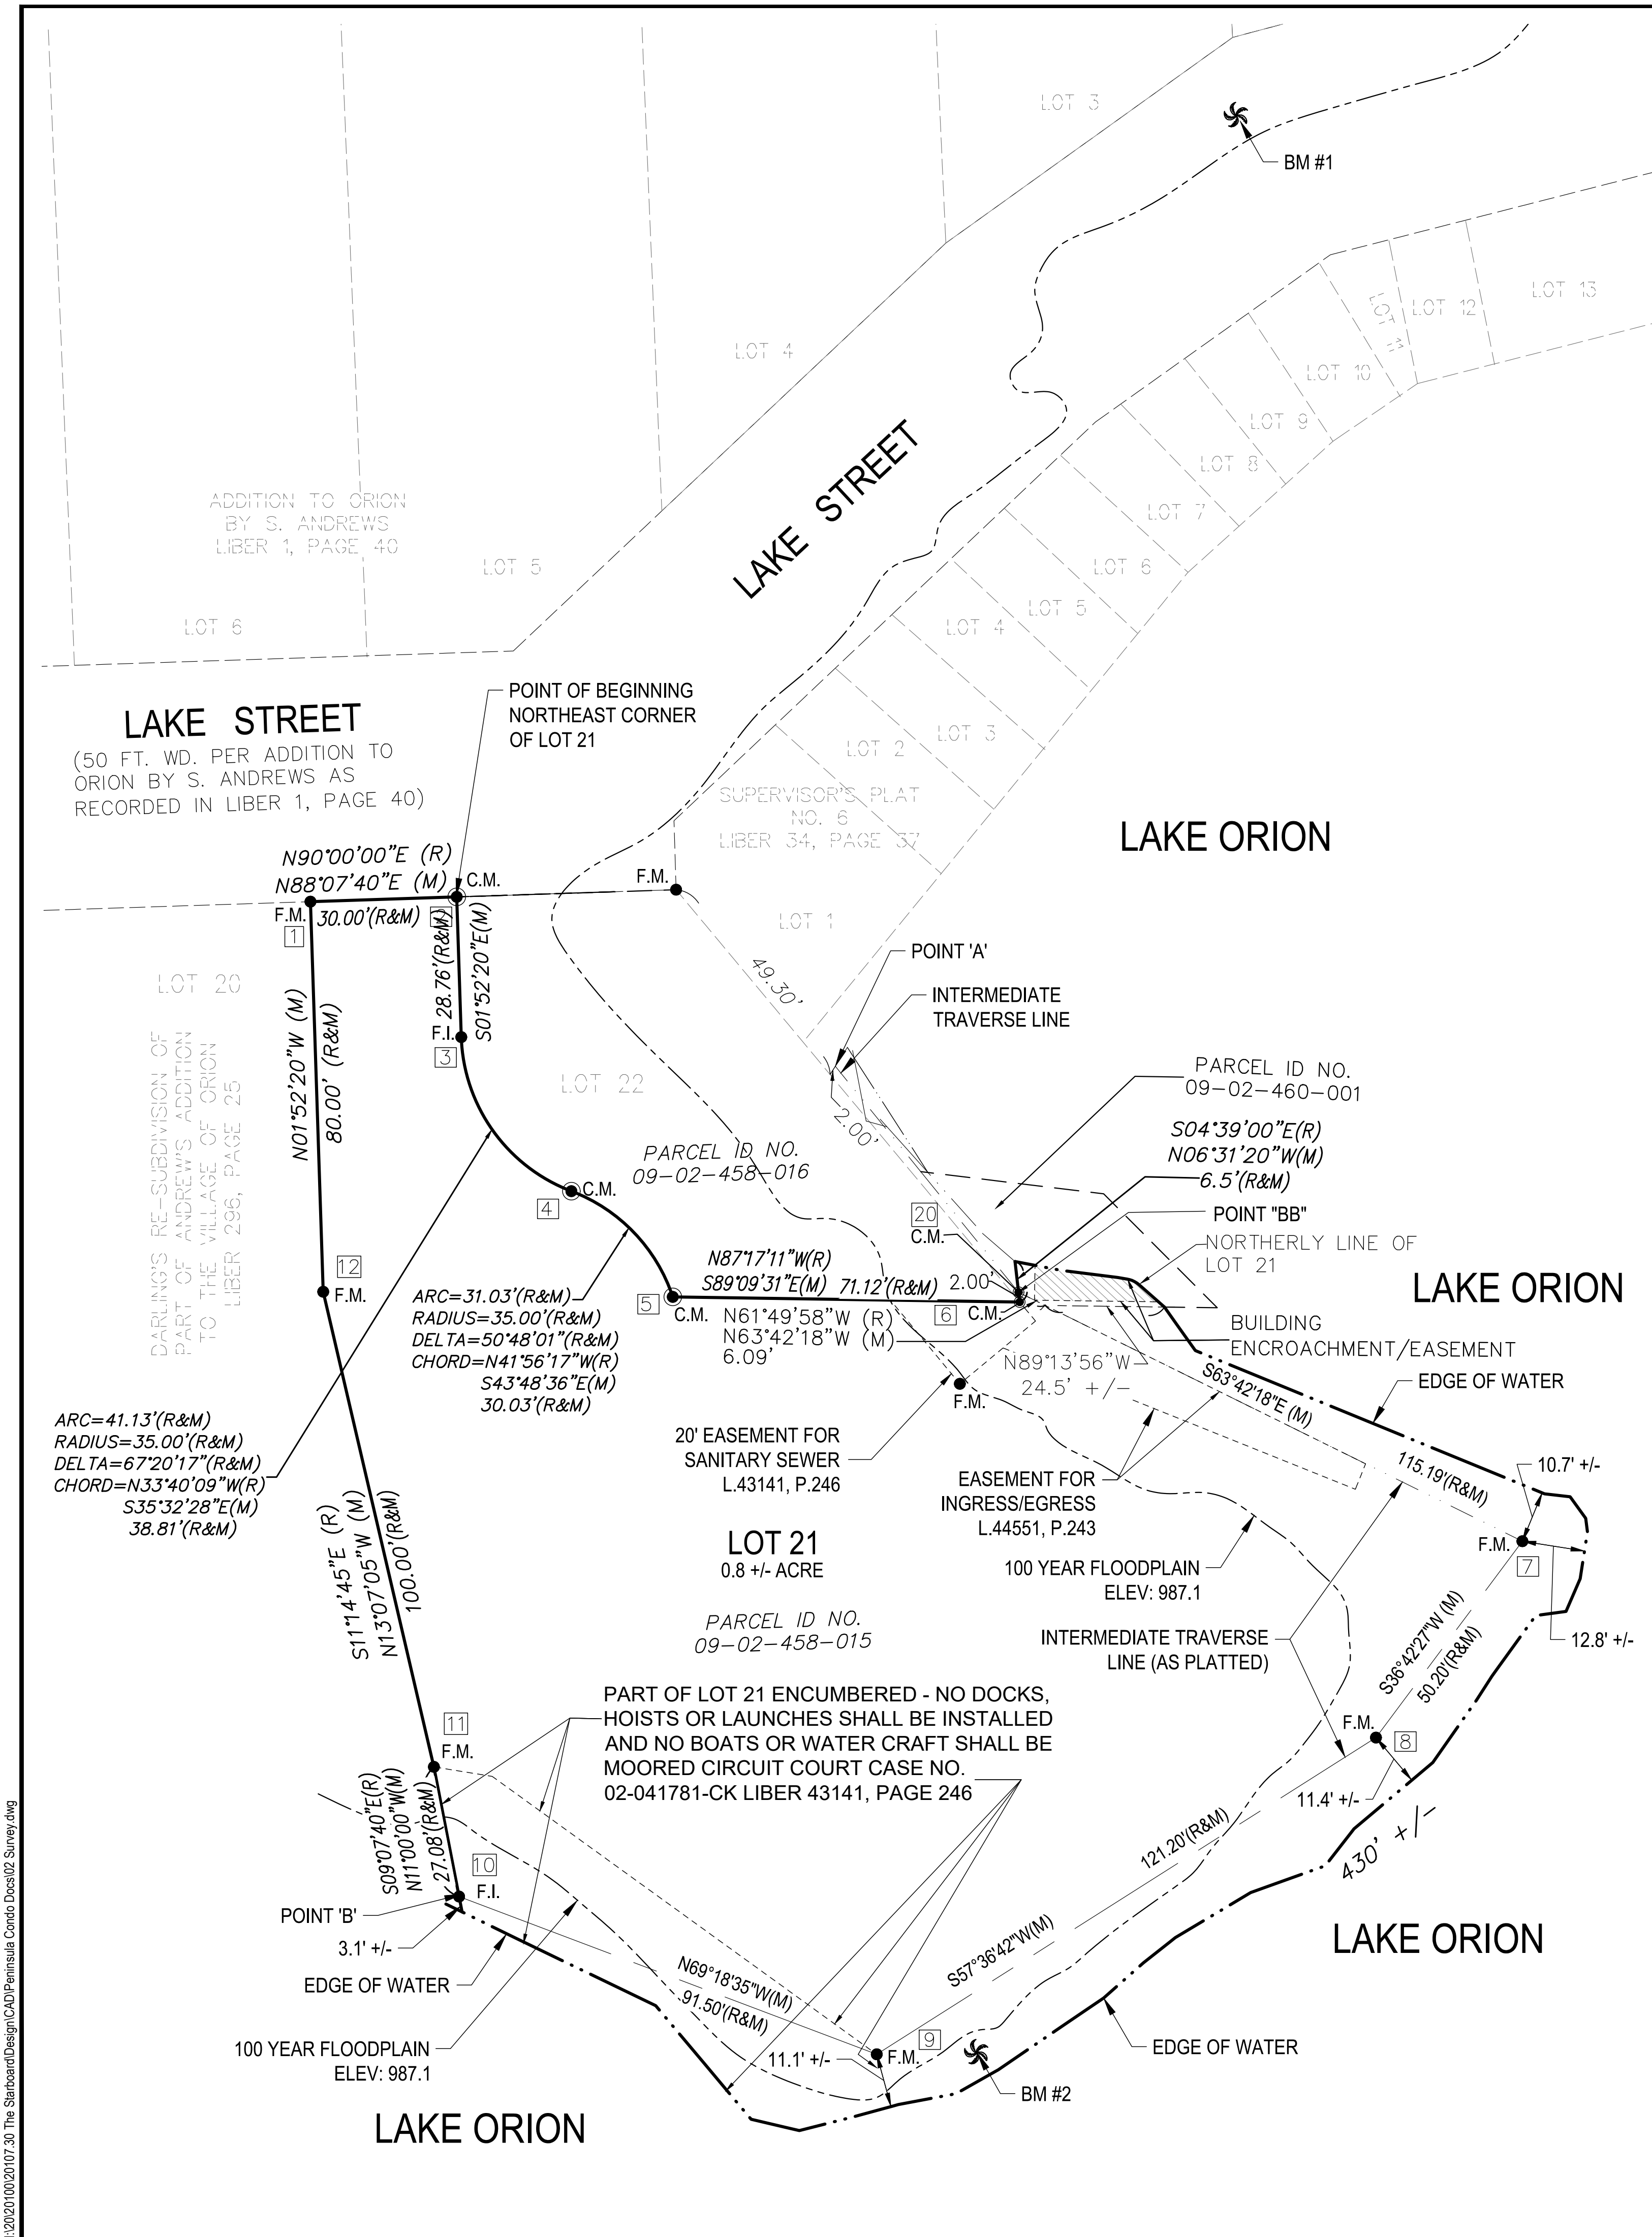 LOT 3
BM #1
LOT 13
LOT 12
LOT 11
LOT 4
LOT 10
LOT 9
LOT 8
LAKE STREET
ADDITION TO ORION
BY S. ANDREWS
LIBER 1, PAGE 40
LOT 7
LOT 5
LOT 6
LOT 6
LOT 5
LOT 4
LOT 3
LOT 2
POINT OF BEGINNING
NORTHEAST CORNER
OF LOT 21
LAKE STREET
(50 FT. WD. PER ADDITION TO
ORION BY S. ANDREWS AS
RECORDED IN LIBER 1, PAGE 40)
SUPERVISOR'S PLAT
NO. 6
LIBER 34, PAGE 37
LAKE ORION
N90°00'00"E (R)
N88°07'40"E (M)
C.M.
F.M.
F.M.
30.00'(R&M)
1
LOT 1
28.76'(R&M)
S01°52'20"E(M)
F.I.
3
POINT 'A'
49.30'
INTERMEDIATE
TRAVERSE LINE
LOT 20
DARLING'S RE-SUBDIVISION OF
PART OF ANDREW'S ADDITION
TO THE VILLAGE OF ORION
LIBER 296, PAGE 25
N01°52'20"W (M)
80.00' (R&M)
LOT 22
2.00'
PARCEL ID NO.
09-02-460-001
S04°39'00"E(R)
N06°31'20"W(M)
6.5'(R&M)
PARCEL ID NO.
09-02-458-016
4
C.M.
20
C.M.
POINT "BB"
NORTHERLY LINE OF
LOT 21
LAKE ORION
12
F.M.
N87°17'11"W(R)
S89°09'31"E(M)
71.12'(R&M)
2.00'
5
C.M.
6
C.M.
N61°49'58"W (R)
N63°42'18"W (M)
6.09'
BUILDING
ENCROACHMENT/EASEMENT
ARC=31.03'(R&M)
RADIUS=35.00'(R&M)
DELTA=50°48'01"(R&M)
CHORD=N41°56'17"W(R)
S43°48'36"E(M)
30.03'(R&M)
N89°13'56"W
24.5' +/-
F.M.
S63°42'18"E (M)
EDGE OF WATER
ARC=41.13'(R&M)
RADIUS=35.00'(R&M)
DELTA=67°20'17"(R&M)
CHORD=N33°40'09"W(R)
S35°32'28"E(M)
38.81'(R&M)
20' EASEMENT FOR
SANITARY SEWER
L.43141, P.246
EASEMENT FOR
INGRESS/EGRESS
L.44551, P.243
115.19'(R&M)
10.7' +/-
F.M.
7
S11°14'45"E (R)
N13°07'05"W (M)
100.00'(R&M)
LOT 21
0.8 +/- ACRE
100 YEAR FLOODPLAIN
ELEV: 987.1
PARCEL ID NO.
09-02-458-015
INTERMEDIATE TRAVERSE
LINE (AS PLATTED)
12.8' +/-
S36°42'27"W (M)
50.20'(R&M)
PART OF LOT 21 ENCUMBERED - NO DOCKS,
HOISTS OR LAUNCHES SHALL BE INSTALLED
AND NO BOATS OR WATER CRAFT SHALL BE
MOORED CIRCUIT COURT CASE NO.
02-041781-CK LIBER 43141, PAGE 246
11
F.M.
F.M.
8
11.4' +/-
S09°07'40"E(R)
N11°00'00"W(M)
27.08'(R&M)
121.20'(R&M)
430' +/-
10
F.I.
POINT 'B'
3.1' +/-
EDGE OF WATER
LAKE ORION
S57°36'42"W(M)
N69°18'35"W(M)
91.50'(R&M)
9
F.M.
11.1' +/-
100 YEAR FLOODPLAIN
ELEV: 987.1
EDGE OF WATER
BM #2
LAKE ORION